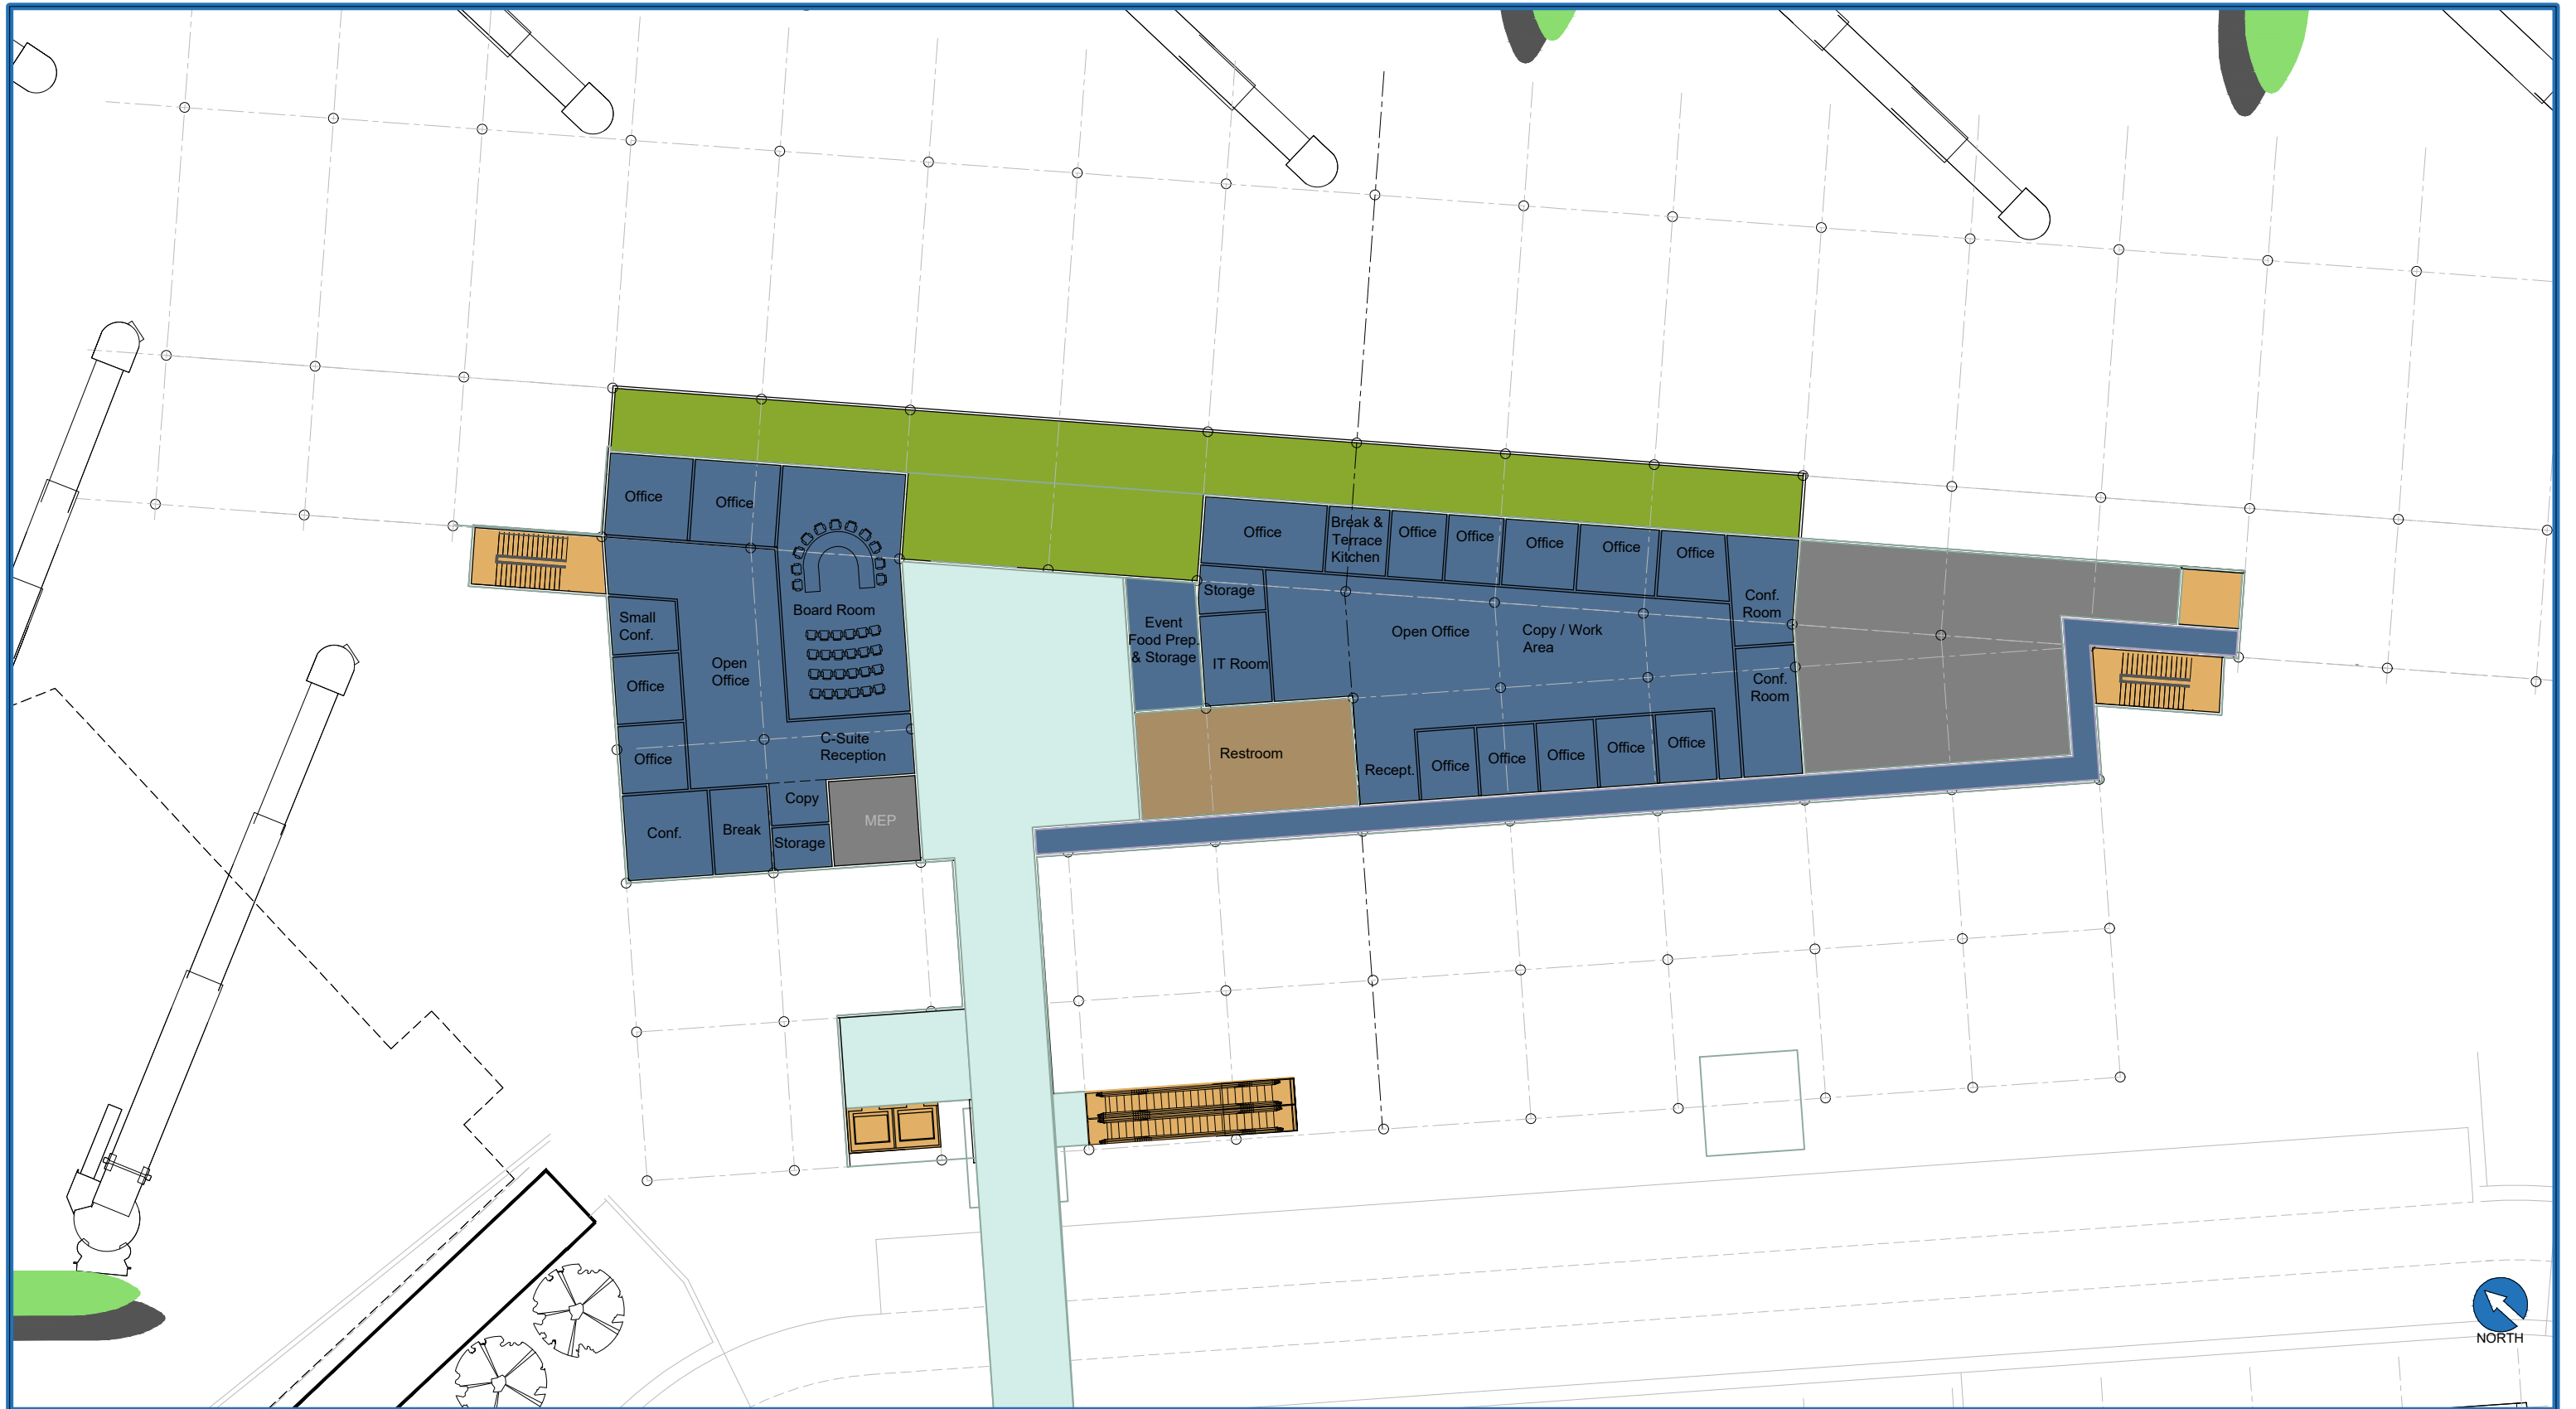 Office
Office
Board Room
Small
Conf.
Office
Open
Office
Office
C-Suite
Reception
Conf.
Break
Copy
Storage
MEP
Event
Food Prep.
& Storage
Office
Break &
Terrace
Kitchen
Office
Office
Office
Office
Office
Storage
IT Room
Open Office
Copy / Work
Area
Conf.
Room
Conf.
Room
Restroom
Recept.
Office
Office
Office
Office
Office
NORTH